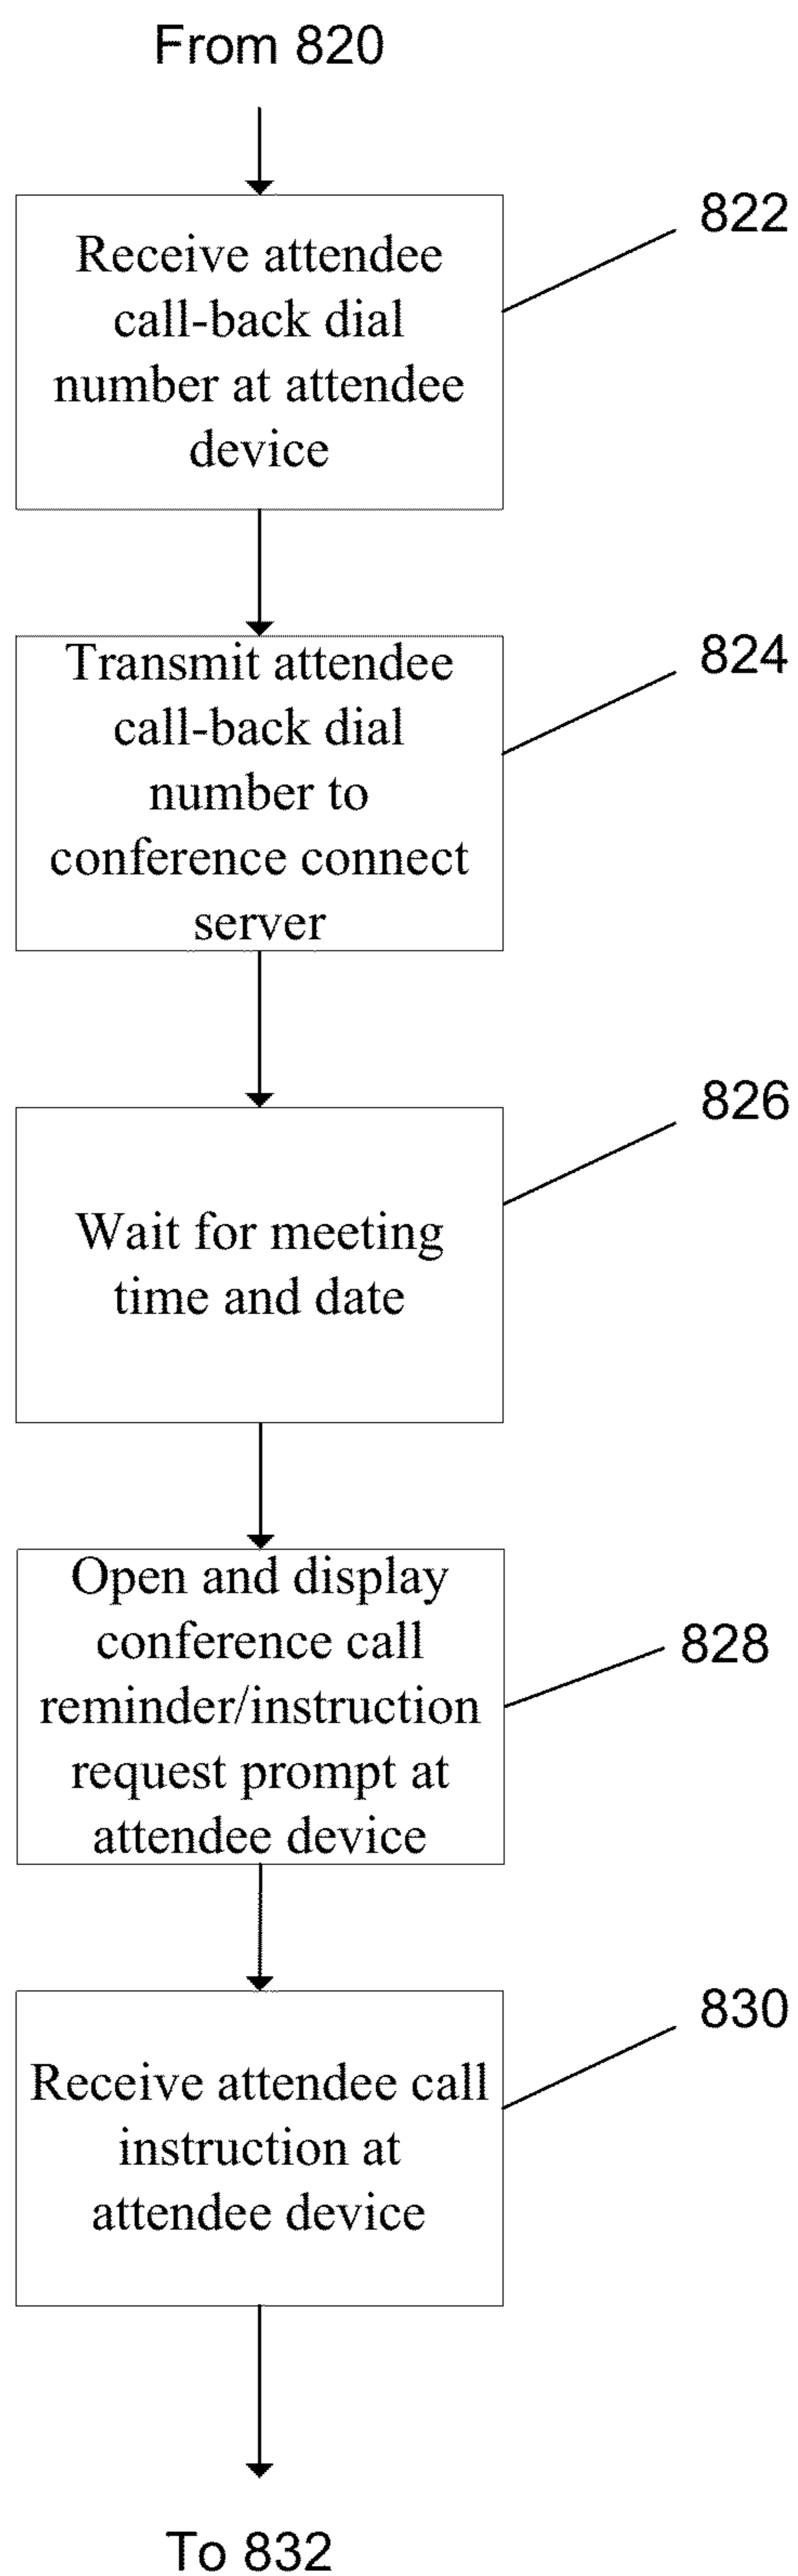 From 820
822
Receive attendee
call-back dial
number at attendee
device
824
Transmit attendee
call-back dial
number to
conference connect
server
826
Wait for meeting
time and date
828
Open and display
conference call
reminder/instruction
request prompt at
attendee device
830
Receive attendee call
instruction at
attendee device
To 832